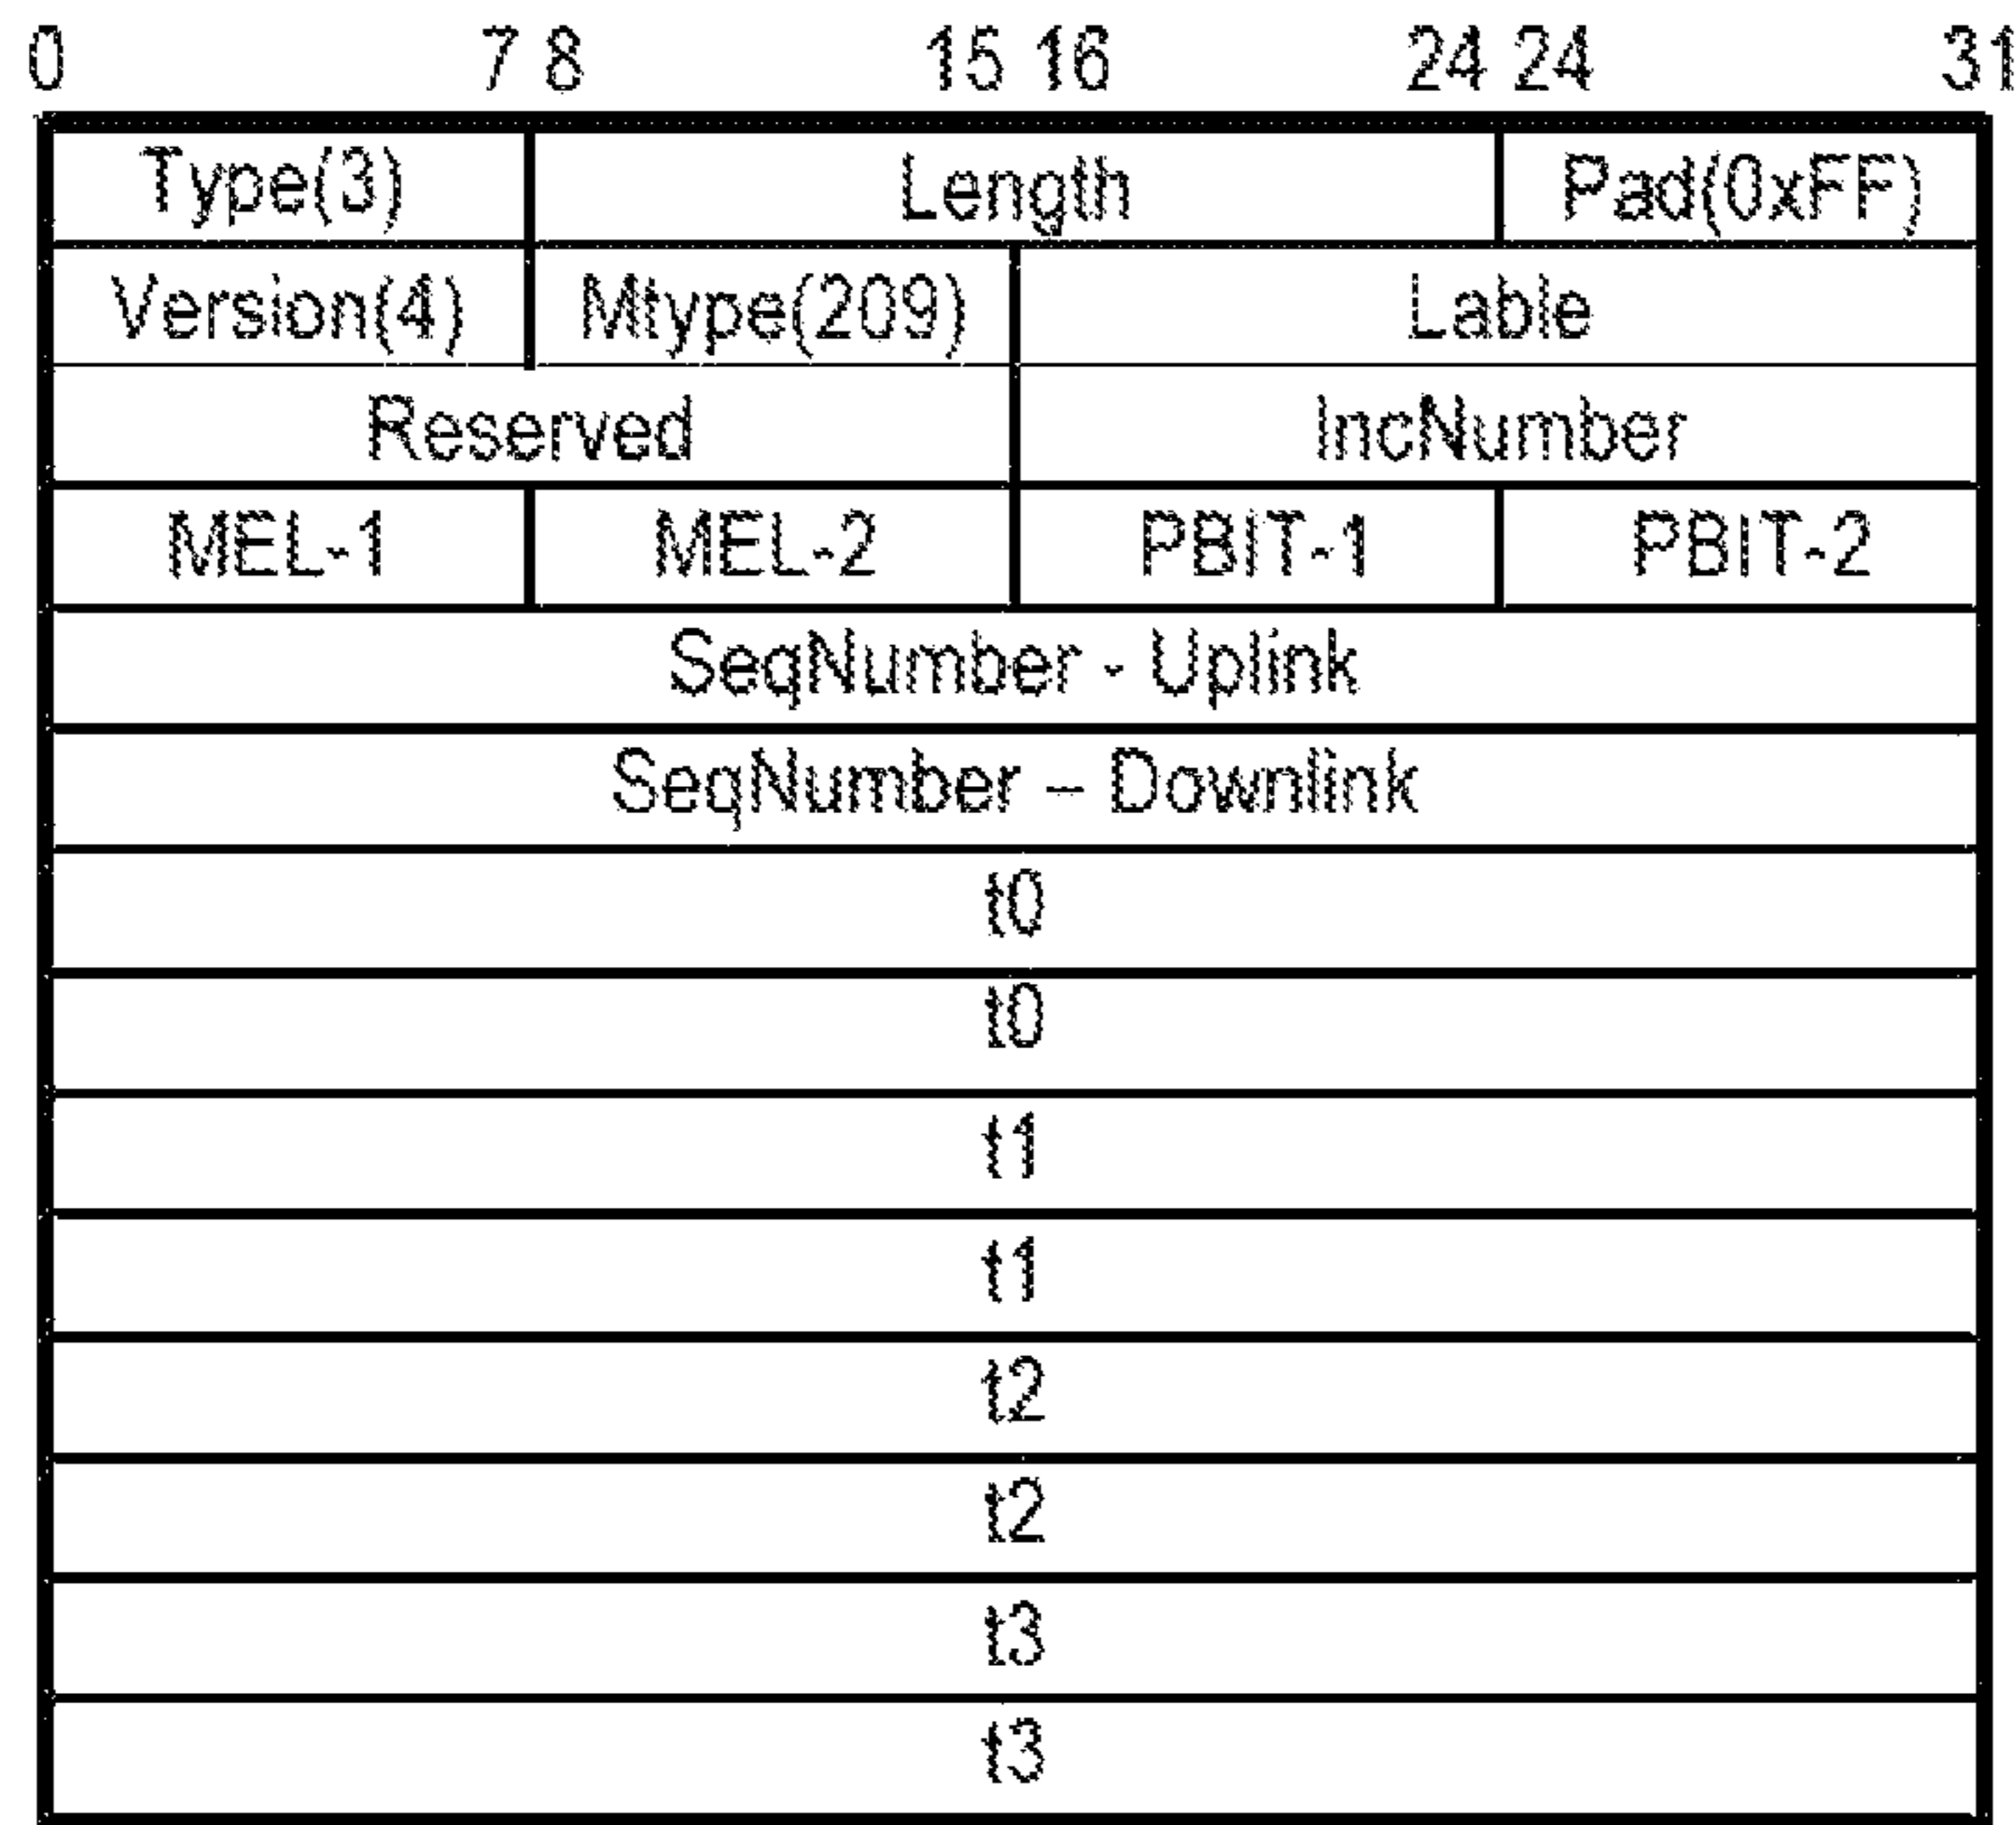 0 7 8 15 16 24 24 31
Type(3) Length Pad(0xFF)
Version(4) Mtype(209) Lable
Reserved IncNumber
MEL-1 MEL-2 PBIT-1 PBIT-2
SeqNumber - Uplink
SeqNumber – Downlink
t0
t0
t1
t1
t2
t2
t3
t3